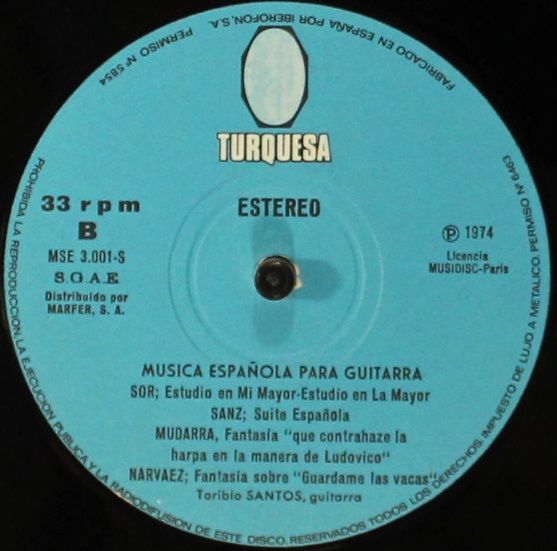 FABRICADO EN ESPAÑA POR IBEROFON, S.A. PERMISO Nº 5854
TURQUESA
33 rpm
B
ESTEREO
MSE 3.001-S
S.G.A.E.
Distribuido por
MARFER, S. A.
Ⓟ 1974
Licencia
MUSIDISC-Paris
MUSICA ESPAÑOLA PARA GUITARRA
SOR; Estudio en Mi Mayor-Estudio en La Mayor
SANZ; Suite Española
MUDARRA, Fantasía "que contrahaze la
harpa en la manera de Ludovico"
NARVAEZ; Fantasía sobre "Guardame las vacas"
Toribio SANTOS, guitarra
PROHIBIDA LA REPRODUCCION, LA EJECUCION PUBLICA Y LA RADIODIFUSION DE ESTE DISCO. RESERVADOS TODOS LOS DERECHOS. IMPUESTO DE LUJO A METALICO. PERMISO Nº 6463